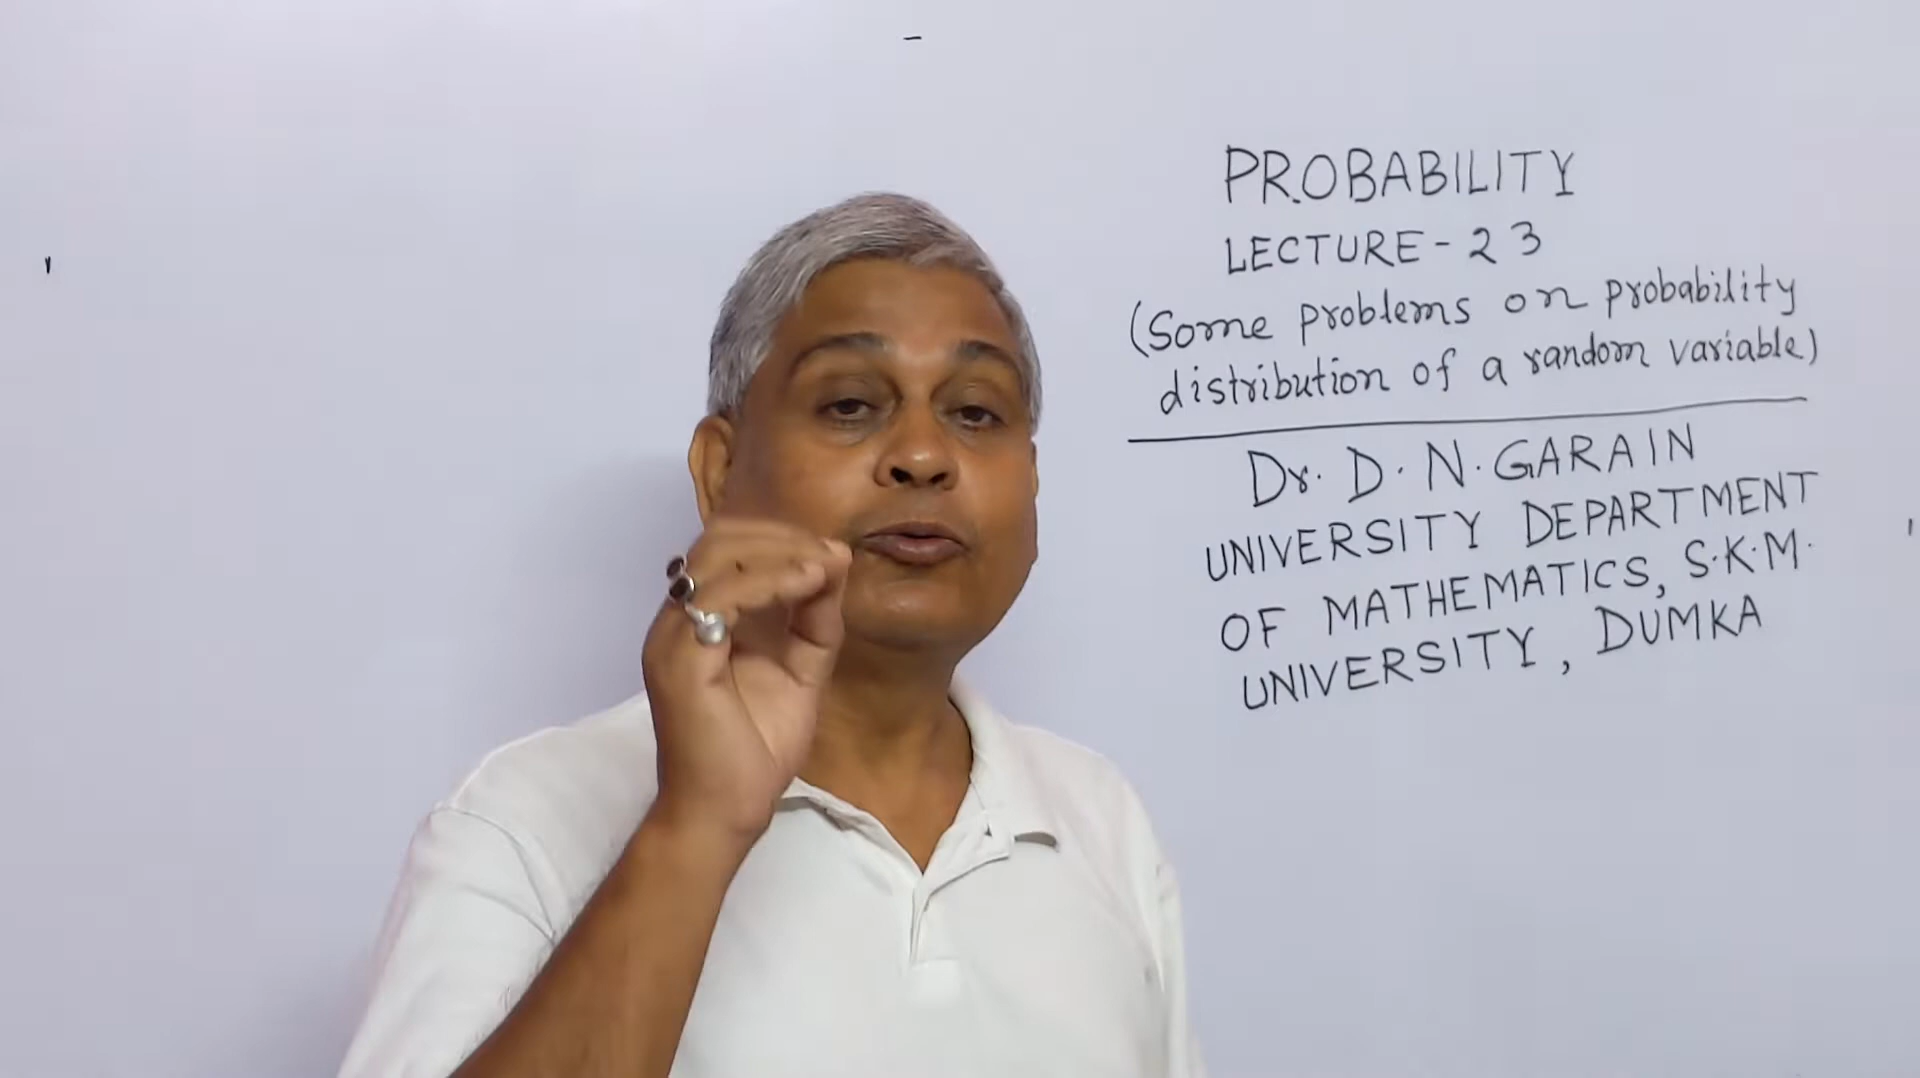 PROBABILITY
LECTURE-23
(Some problems on probability
distribution of a random variable)
Dr. D. N. GARAIN
UNIVERSITY DEPARTMENT
OF MATHEMATICS, S.K.M.
UNIVERSITY, DUMKA